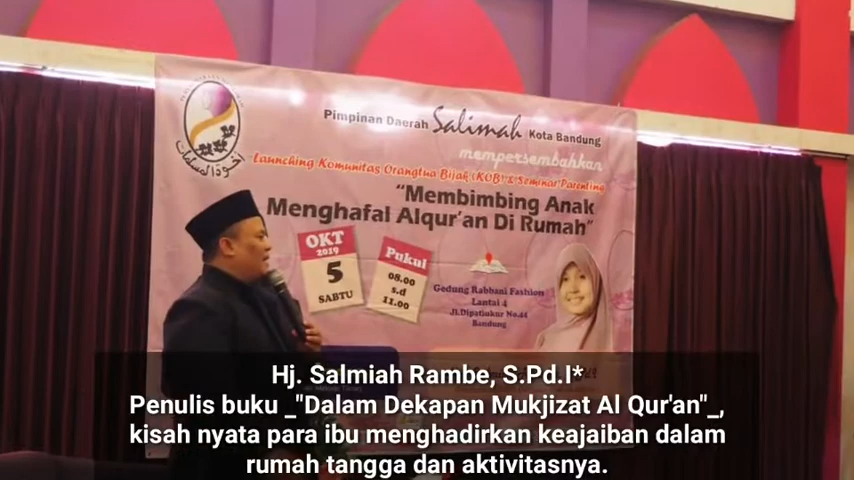 Pimpinan Daerah Salimah Kota Bandung
mempersembahkan
Launching Komunitas Orangtua Bijak (KOB) & Seminar Parenting
"Membimbing Anak
Menghafal Alqur'an Di Rumah"
OKT
2019
5
SABTU
Pukul
08.00
s.d
11.00
Gedung Rabbani Fashion
Lantai 4
Jl.Dipatiukur No.44
Bandung
Hj. Salmiah Rambe, S.Pd.I*
Penulis buku _"Dalam Dekapan Mukjizat Al Qur'an"_,
kisah nyata para ibu menghadirkan keajaiban dalam
rumah tangga dan aktivitasnya.